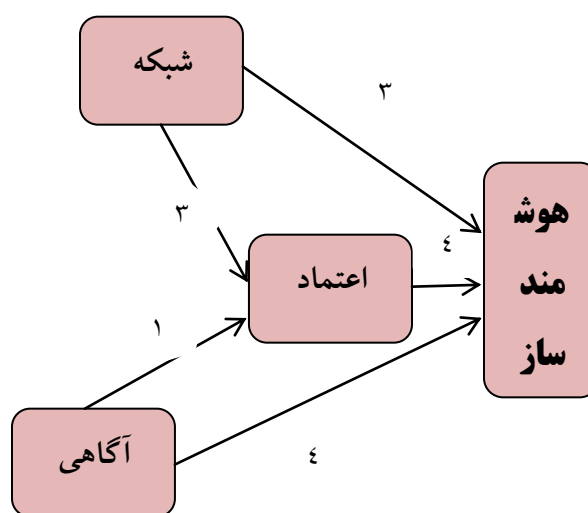 شبکه
۳
۳
هوش
مند
ساز
٤
اعتماد
۱
آگاهی
٤